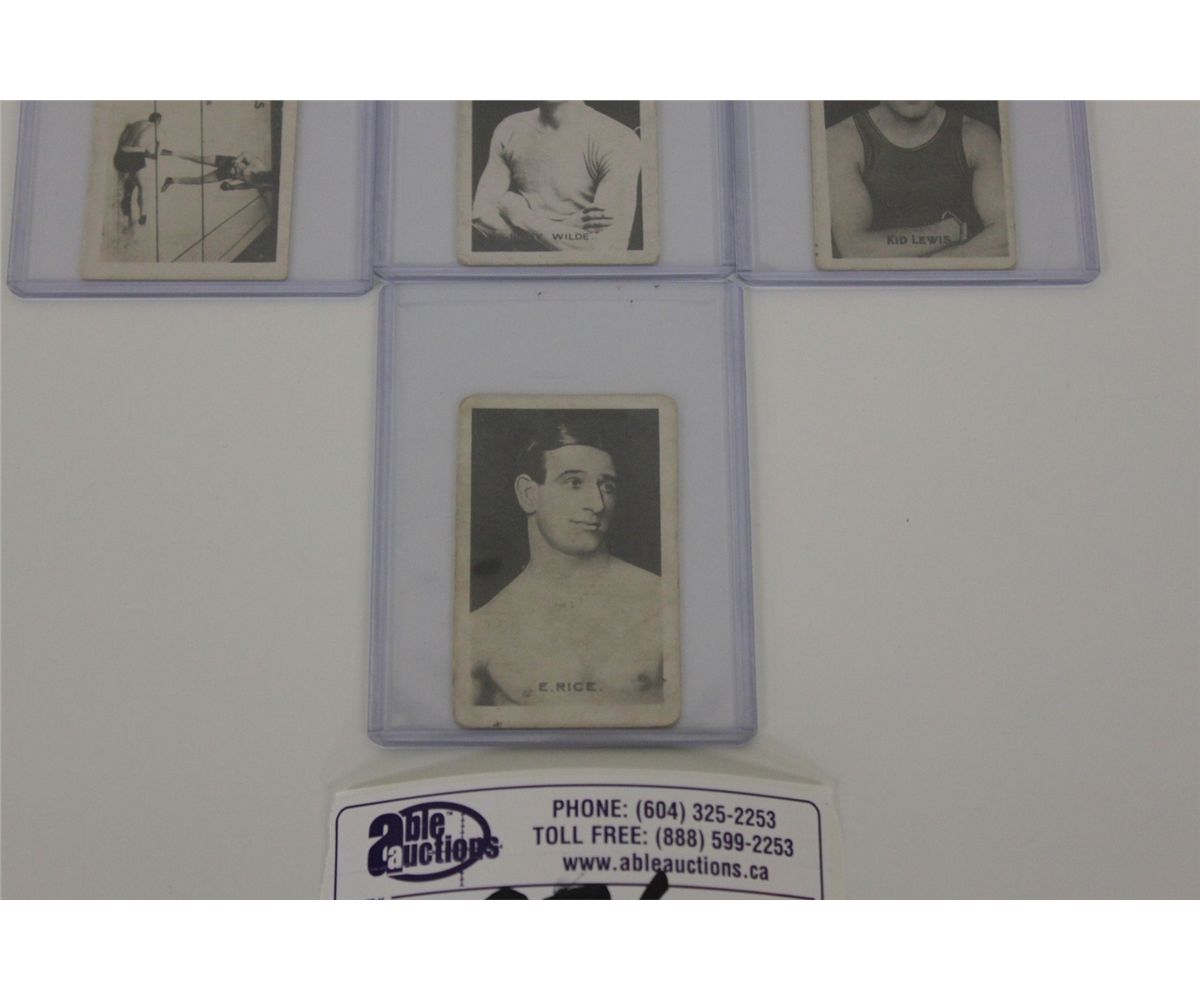 WILDE
KID LEWIS
E. RICE.
able auctions
PHONE: (604) 325-2253
TOLL FREE: (888) 599-2253
www.ableauctions.ca